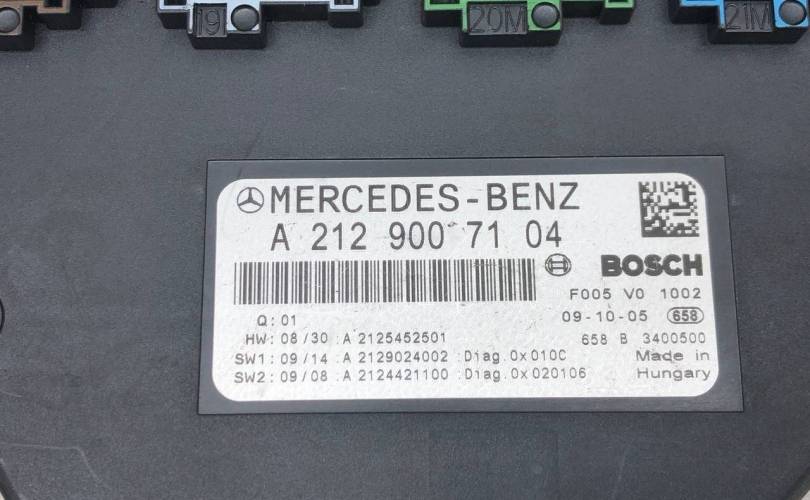 19
20M
21M
MERCEDES-BENZ
A 212 900 71 04
BOSCH
F005 V0 1002
Q: 01
09-10-05 658
HW: 08/30 :A 2125452501
658 B 3400500
SW1: 09/14 :A 2129024002 :Diag.0x010C
Made in
SW2: 09/08 :A 2124421100 :Diag.0x020106
Hungary